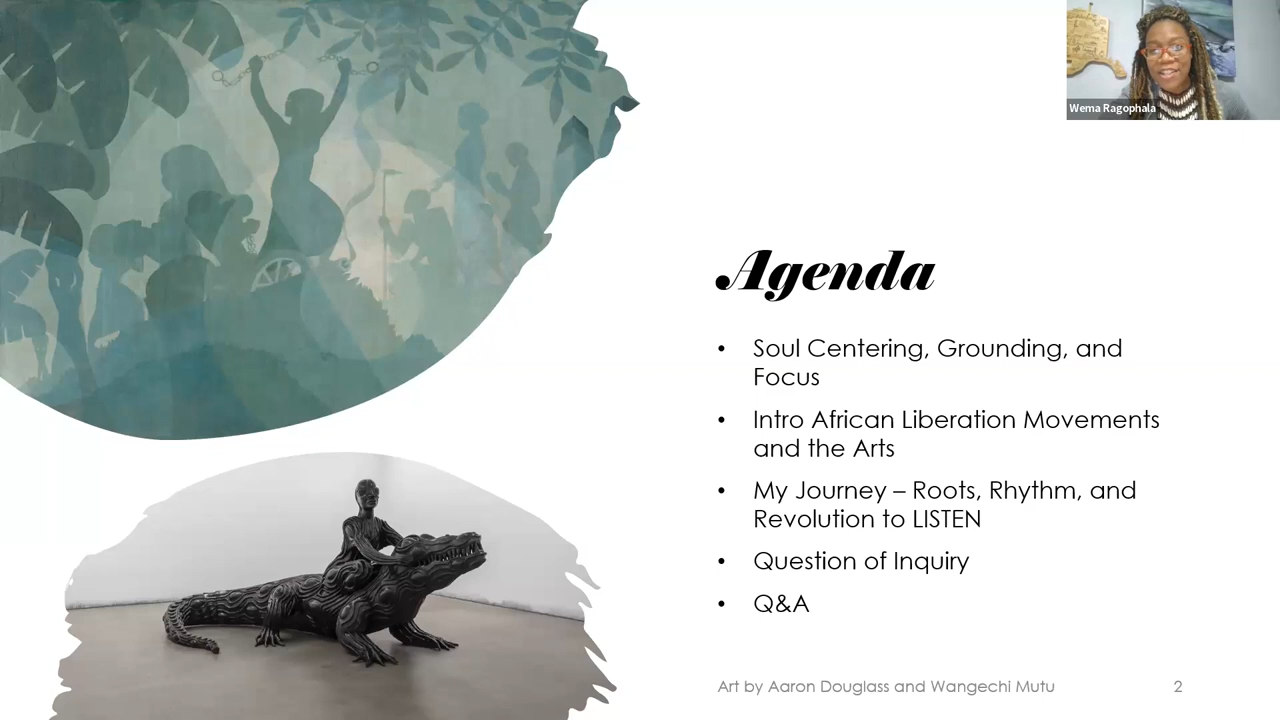 Wema Ragophala
Agenda
• Soul Centering, Grounding, and
Focus
• Intro African Liberation Movements
and the Arts
• My Journey – Roots, Rhythm, and
Revolution to LISTEN
• Question of Inquiry
• Q&A
Art by Aaron Douglass and Wangechi Mutu
2